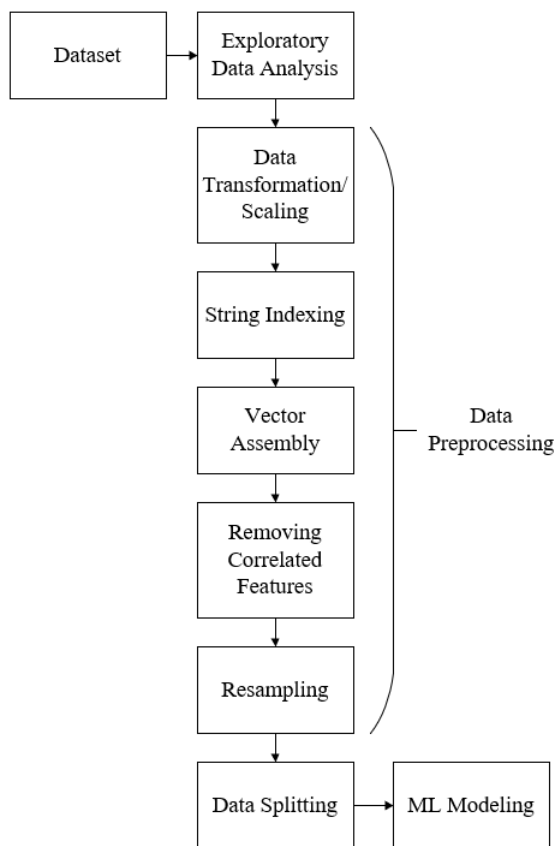 Dataset
Exploratory
Data Analysis
Data
Transformation/
Scaling
String Indexing
Vector
Assembly
Data
Preprocessing
Removing
Correlated
Features
Resampling
Data Splitting
ML Modeling